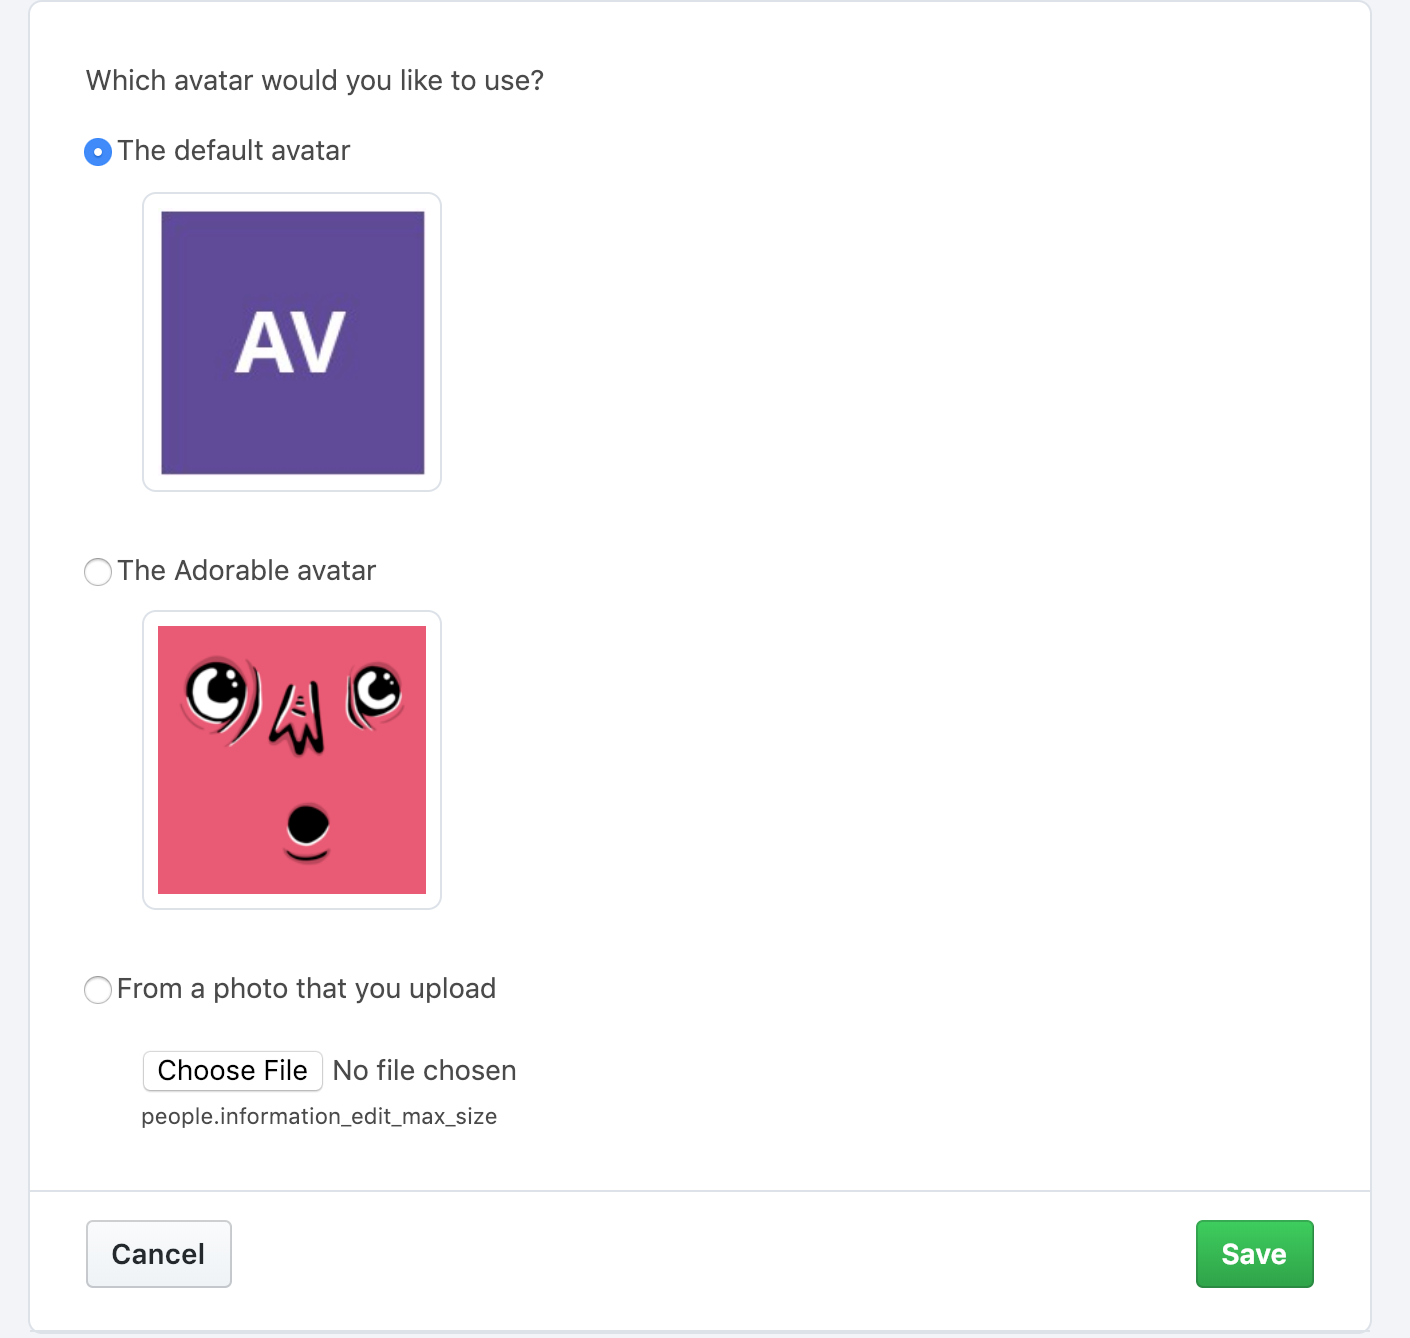 Which avatar would you like to use?
The default avatar
AV
The Adorable avatar
From a photo that you upload
Choose File No file chosen
people.information_edit_max_size
Cancel Save